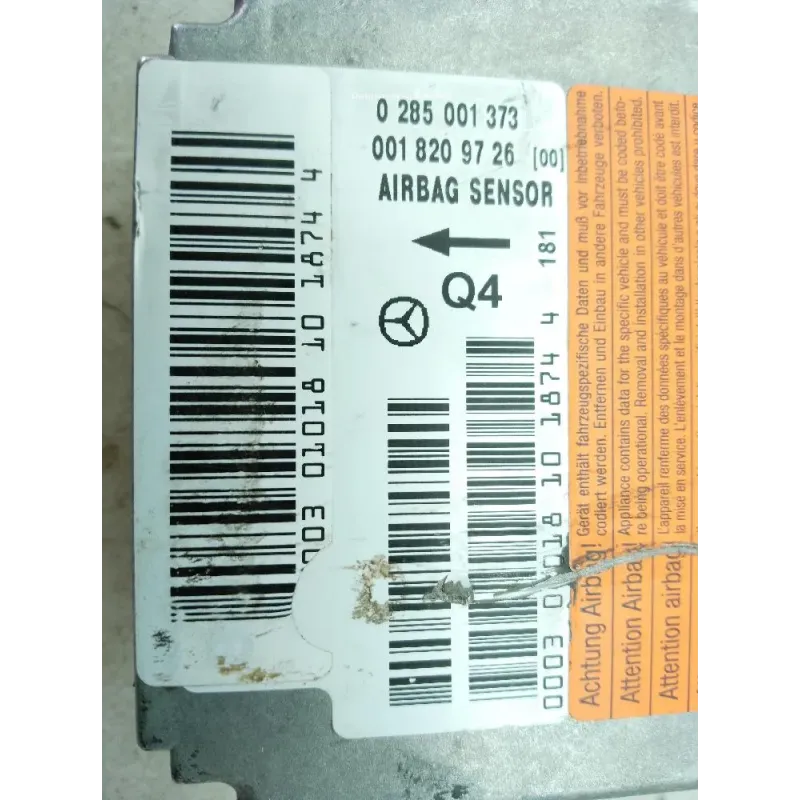 0 285 001 373
001 820 97 26 [00]
AIRBAG SENSOR
181
Q4
003 01018 10 1874 4
0003 01018 10 1874 4
Achtung Airbag!
Gerät enthält fahrzeugspezifische Daten und muß vor Inbetriebnahme
codiert werden. Entfernen und Einbau in andere Fahrzeuge verboten.
Attention Airbag!
Appliance contains data for the specific vehicle and must be coded befo-
re being operational. Removal and installation in other vehicles prohibited.
Attention airbag
L'appareil renferme des données spécifiques au véhicule et doit être codé avant
la mise en service. L'enlèvement et le montage dans d'autres véhicules est interdit.